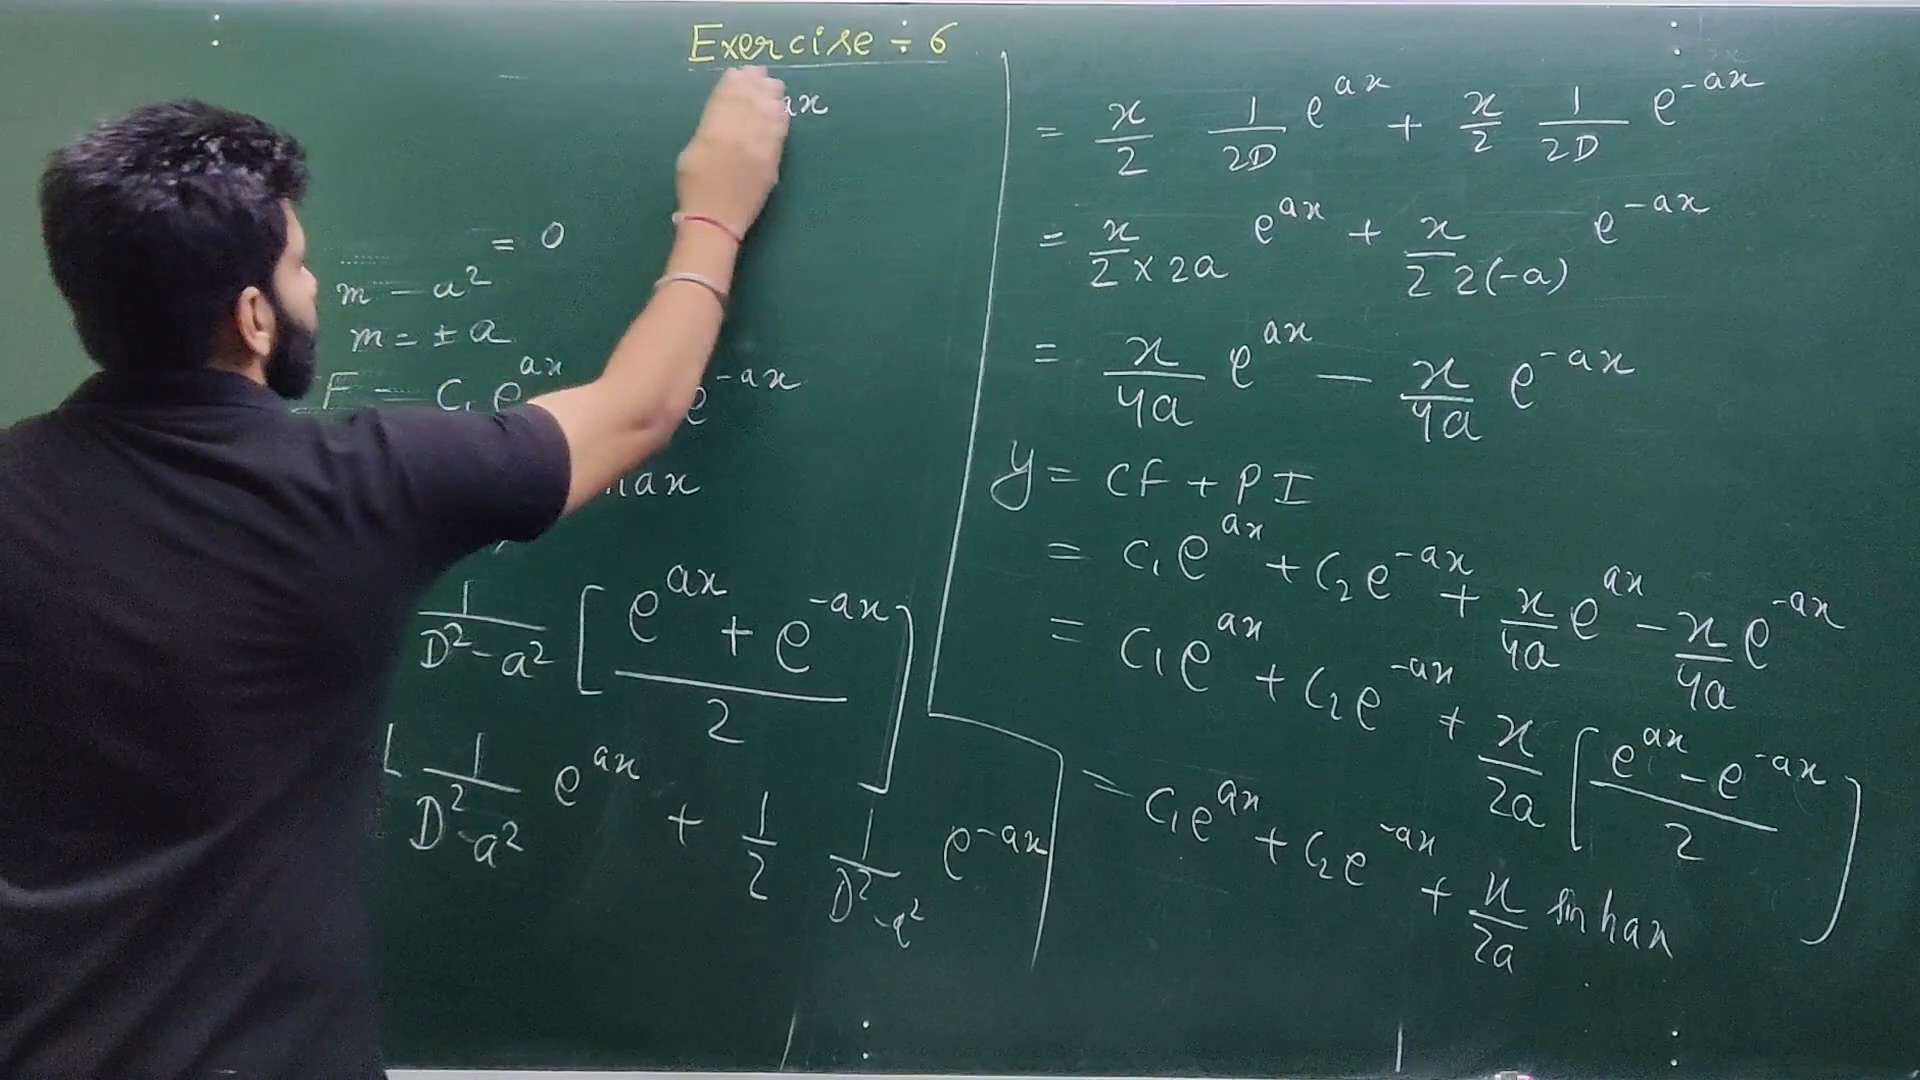 Exercise ÷ 6
ax
= 0
m - a²
m = ± a
F = C₁ e^ax e^-ax
hax
1/(D² - a²) [(e^ax + e^-ax)/2]
1/(D² - a²) e^ax + 1/2 1/(D² - a²) e^-ax
= x/2 1/2D e^ax + x/2 1/2D e^-ax
= x/(2 × 2a) e^ax + x/(2 2(-a)) e^-ax
= x/4a e^ax - x/4a e^-ax
y = CF + PI
= C₁e^ax + C₂e^-ax + x/4a e^ax - x/4a e^-ax
= C₁e^ax + C₂e^-ax + x/2a [(e^ax - e^-ax)/2]
= C₁e^ax + C₂e^-ax + x/2a sinhax